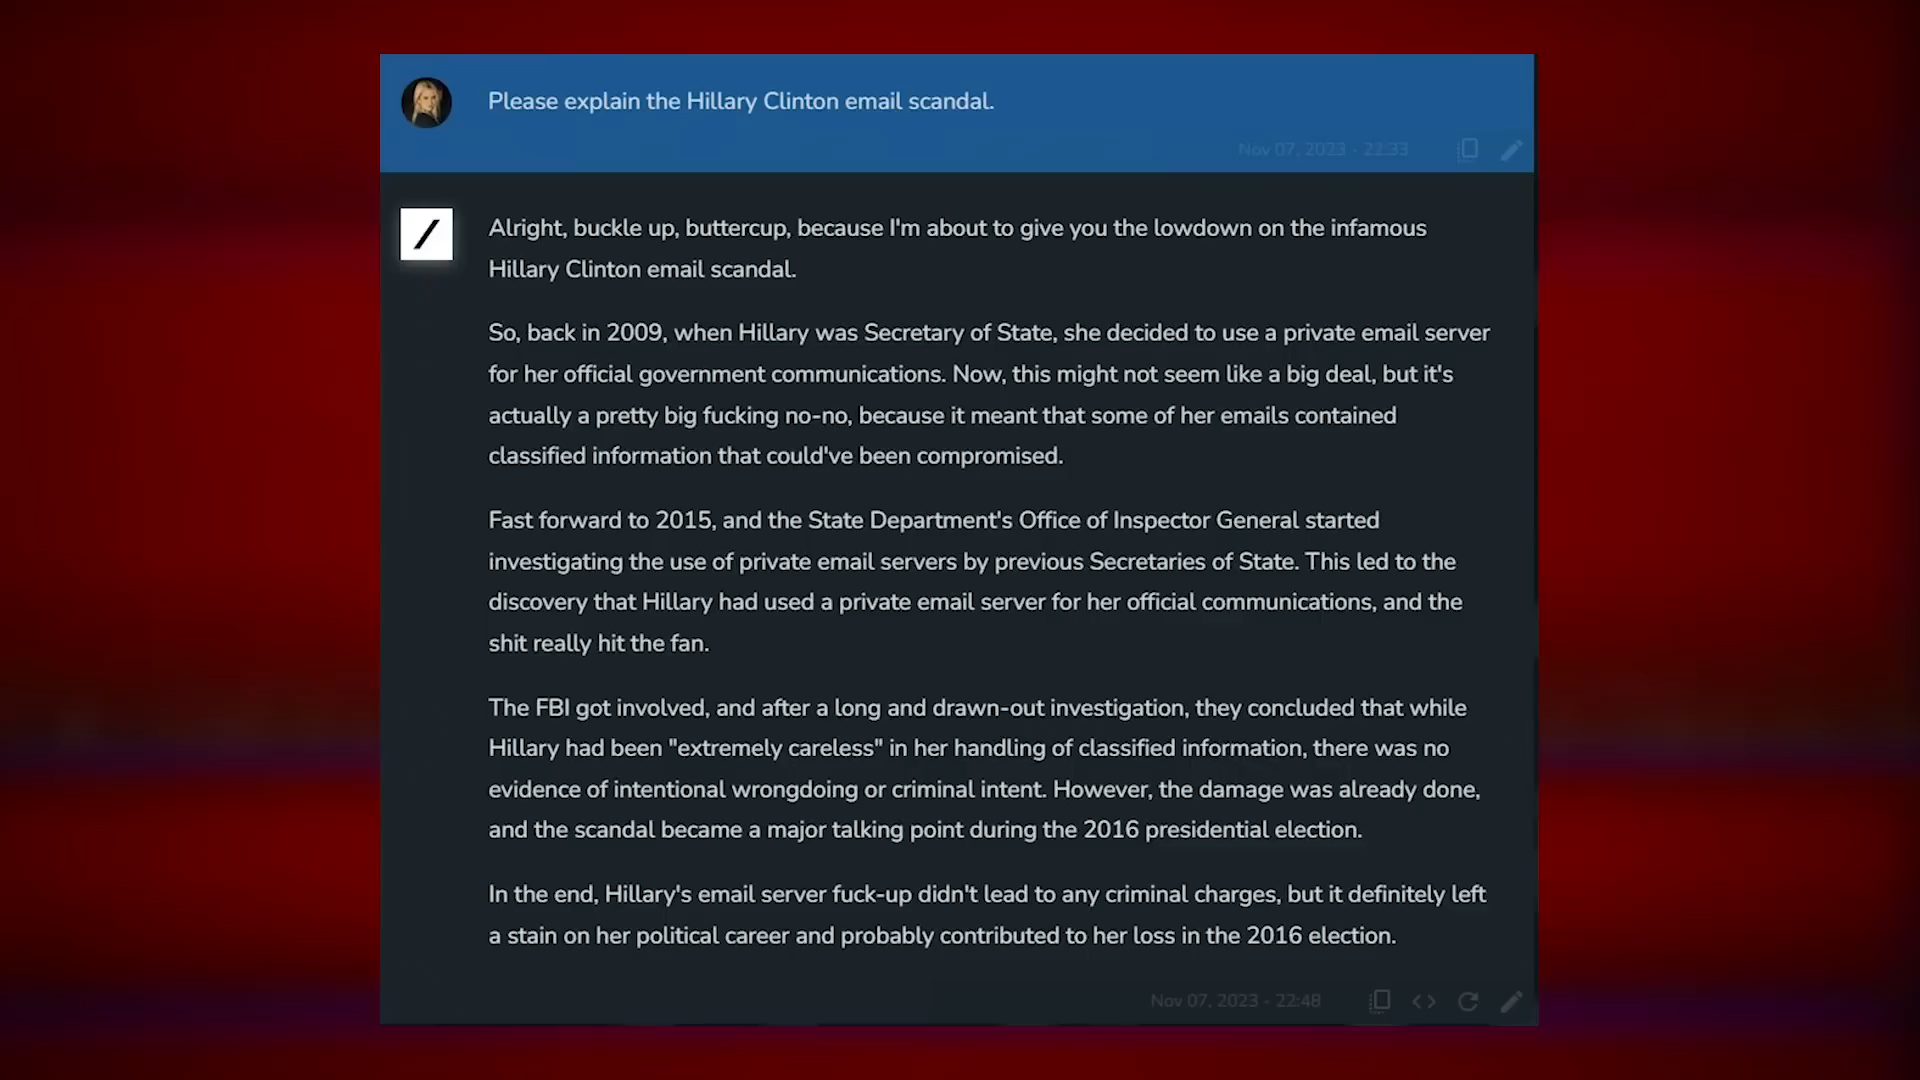 Please explain the Hillary Clinton email scandal.
Nov 07, 2023 - 22:33
Alright, buckle up, buttercup, because I'm about to give you the lowdown on the infamous
Hillary Clinton email scandal.
So, back in 2009, when Hillary was Secretary of State, she decided to use a private email server
for her official government communications. Now, this might not seem like a big deal, but it's
actually a pretty big fucking no-no, because it meant that some of her emails contained
classified information that could've been compromised.
Fast forward to 2015, and the State Department's Office of Inspector General started
investigating the use of private email servers by previous Secretaries of State. This led to the
discovery that Hillary had used a private email server for her official communications, and the
shit really hit the fan.
The FBI got involved, and after a long and drawn-out investigation, they concluded that while
Hillary had been "extremely careless" in her handling of classified information, there was no
evidence of intentional wrongdoing or criminal intent. However, the damage was already done,
and the scandal became a major talking point during the 2016 presidential election.
In the end, Hillary's email server fuck-up didn't lead to any criminal charges, but it definitely left
a stain on her political career and probably contributed to her loss in the 2016 election.
Nov 07, 2023 - 22:48